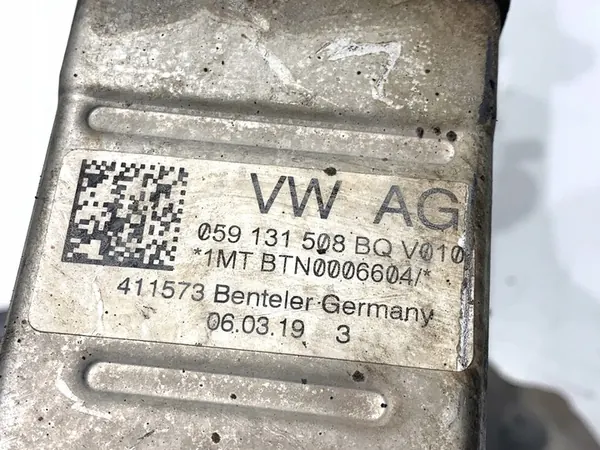 VW AG
059 131 508 BQ V010
*1MT BTN0006604/*
411573 Benteler Germany
06.03.19 3